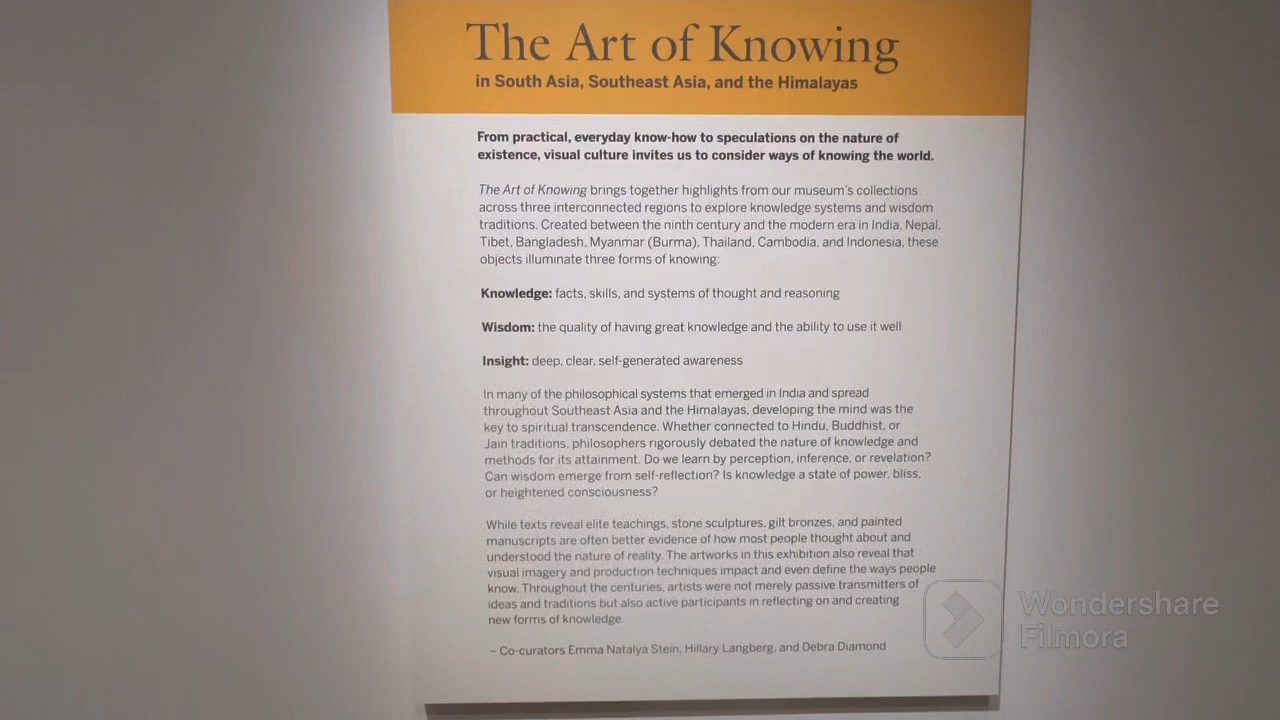 The Art of Knowing
in South Asia, Southeast Asia, and the Himalayas
From practical, everyday know-how to speculations on the nature of
existence, visual culture invites us to consider ways of knowing the world.
The Art of Knowing brings together highlights from our museum's collections
across three interconnected regions to explore knowledge systems and wisdom
traditions. Created between the ninth century and the modern era in India, Nepal,
Tibet, Bangladesh, Myanmar (Burma), Thailand, Cambodia, and Indonesia, these
objects illuminate three forms of knowing:
Knowledge: facts, skills, and systems of thought and reasoning
Wisdom: the quality of having great knowledge and the ability to use it well
Insight: deep, clear, self-generated awareness
In many of the philosophical systems that emerged in India and spread
throughout Southeast Asia and the Himalayas, developing the mind was the
key to spiritual transcendence. Whether connected to Hindu, Buddhist, or
Jain traditions, philosophers rigorously debated the nature of knowledge and
methods for its attainment. Do we learn by perception, inference, or revelation?
Can wisdom emerge from self-reflection? Is knowledge a state of power, bliss,
or heightened consciousness?
While texts reveal elite teachings, stone sculptures, gilt bronzes, and painted
manuscripts are often better evidence of how most people thought about and
understood the nature of reality. The artworks in this exhibition also reveal that
visual imagery and production techniques impact and even define the ways people
know. Throughout the centuries, artists were not merely passive transmitters of
ideas and traditions but also active participants in reflecting on and creating
new forms of knowledge.
– Co-curators Emma Natalya Stein, Hillary Langberg, and Debra Diamond
Wondershare
Filmora